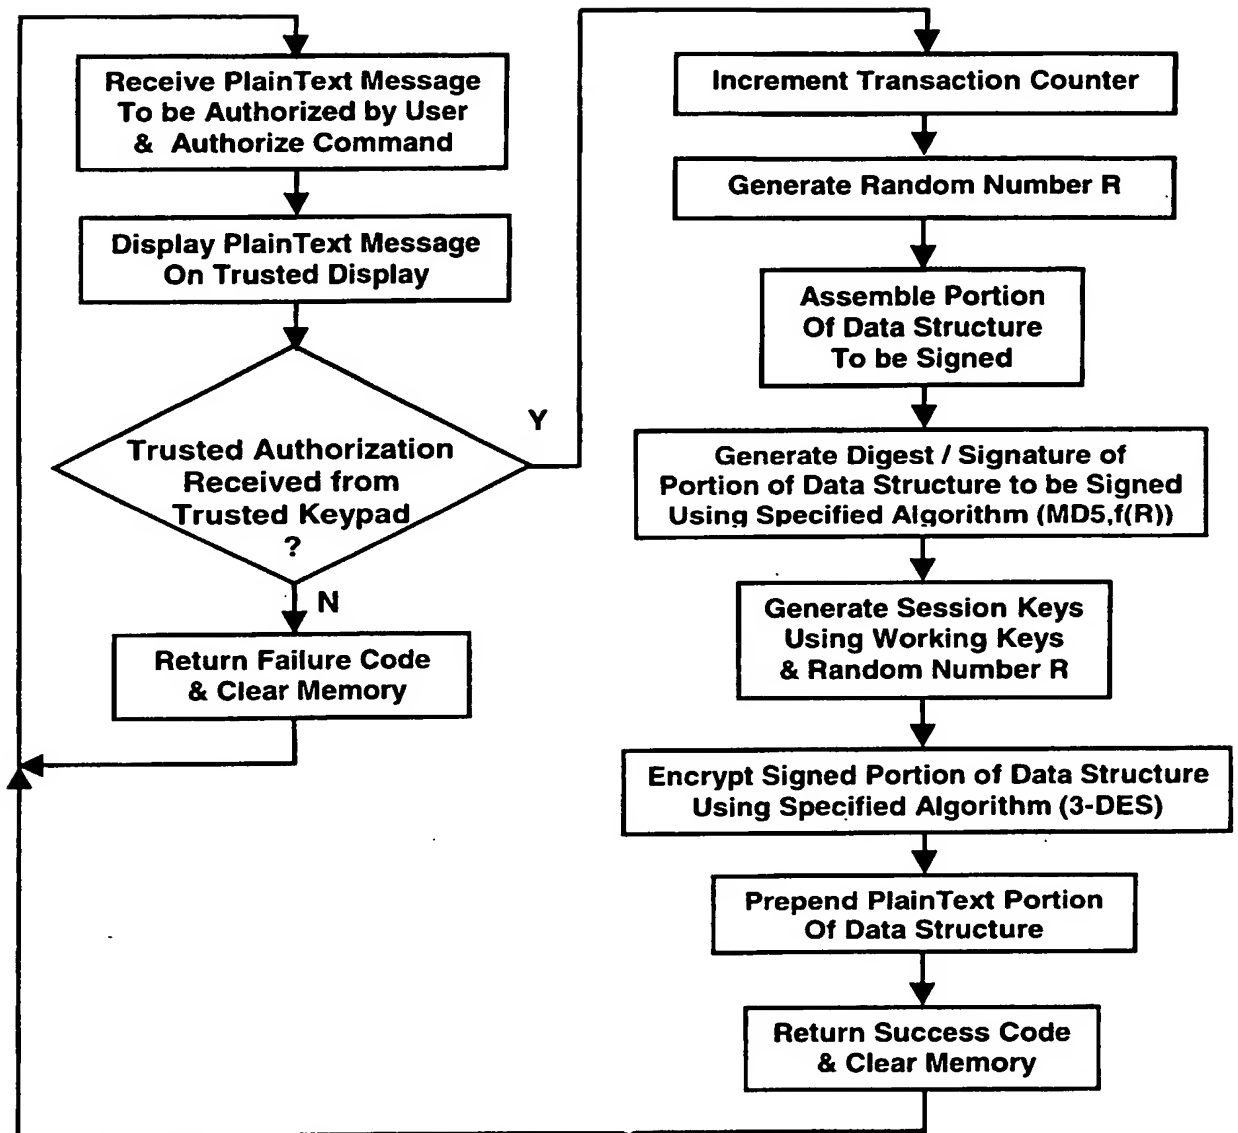 Receive PlainText Message
To be Authorized by User
& Authorize Command
Display PlainText Message
On Trusted Display
Trusted Authorization
Received from
Trusted Keypad
?
Y
N
Return Failure Code
& Clear Memory
Increment Transaction Counter
Generate Random Number R
Assemble Portion
Of Data Structure
To be Signed
Generate Digest / Signature of
Portion of Data Structure to be Signed
Using Specified Algorithm (MD5,f(R))
Generate Session Keys
Using Working Keys
& Random Number R
Encrypt Signed Portion of Data Structure
Using Specified Algorithm (3-DES)
Prepend PlainText Portion
Of Data Structure
Return Success Code
& Clear Memory